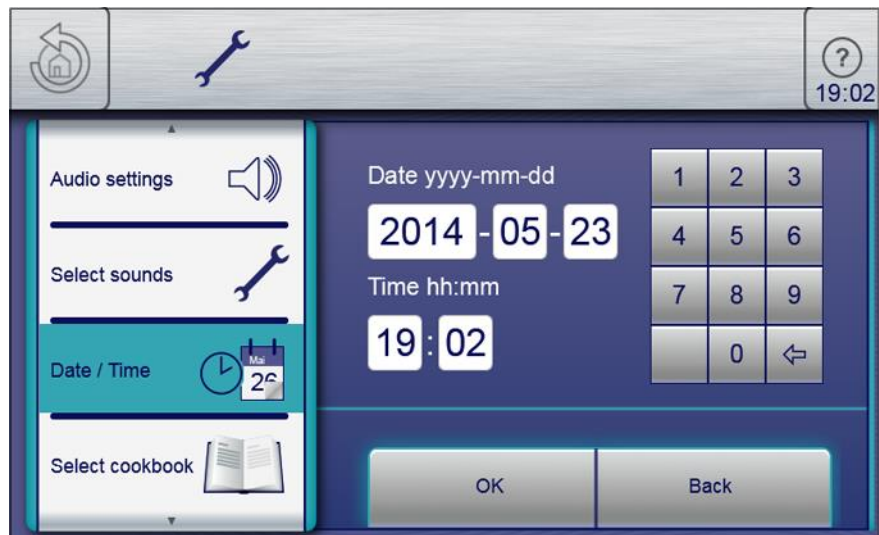 ?
19:02
Audio settings
Select sounds
Date / Time
Mai
26
Select cookbook
Date yyyy-mm-dd
2014 - 05 - 23
Time hh:mm
19 : 02
1 2 3
4 5 6
7 8 9
0
OK
Back